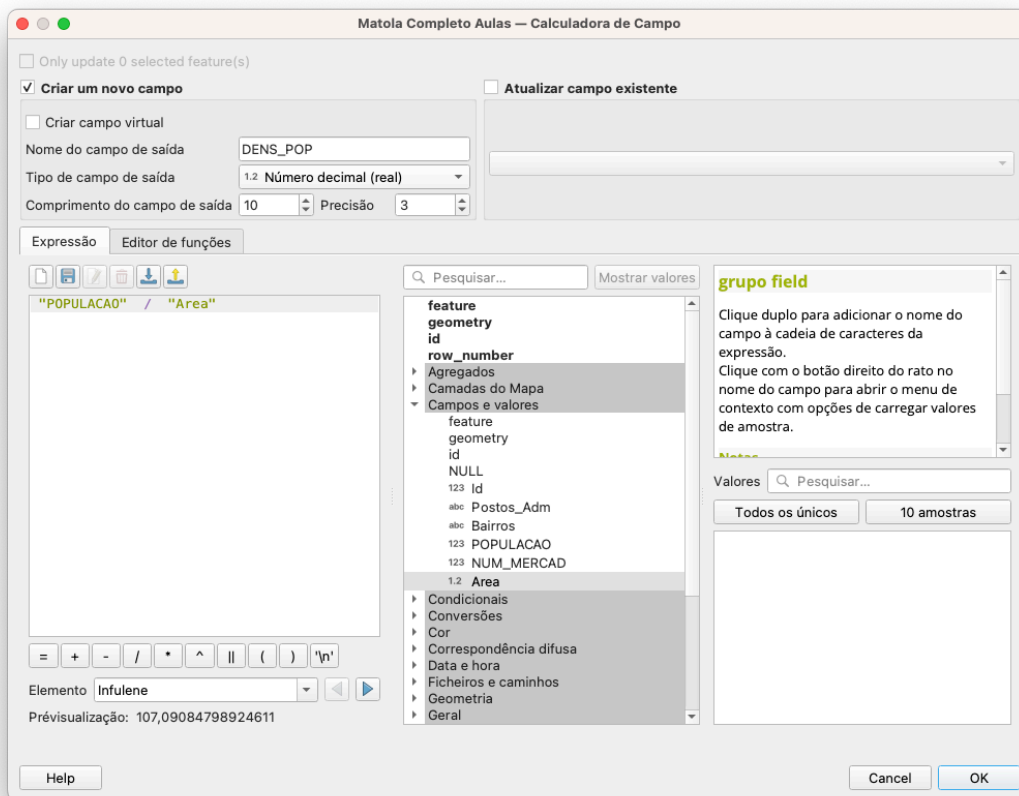 Matola Completo Aulas — Calculadora de Campo
Only update 0 selected feature(s)
Criar um novo campo
Atualizar campo existente
Criar campo virtual
Nome do campo de saída
DENS_POP
Tipo de campo de saída
1.2 Número decimal (real)
Comprimento do campo de saída
10
Precisão
3
Expressão
Editor de funções
"POPULACAO" / "Area"
= + - / * ^ || ( ) '\n'
Elemento
Infulene
Prévisualização: 107,09084798924611
Pesquisar...
Mostrar valores
feature
geometry
id
row_number
Agregados
Camadas do Mapa
Campos e valores
feature
geometry
id
NULL
123 Id
abc Postos_Adm
abc Bairros
123 POPULACAO
123 NUM_MERCAD
1.2 Area
Condicionais
Conversões
Cor
Correspondência difusa
Data e hora
Ficheiros e caminhos
Geometria
Geral
grupo field
Clique duplo para adicionar o nome do
campo à cadeia de caracteres da
expressão.
Clique com o botão direito do rato no
nome do campo para abrir o menu de
contexto com opções de carregar valores
de amostra.
Notas
Valores
Pesquisar...
Todos os únicos
10 amostras
Help
Cancel
OK